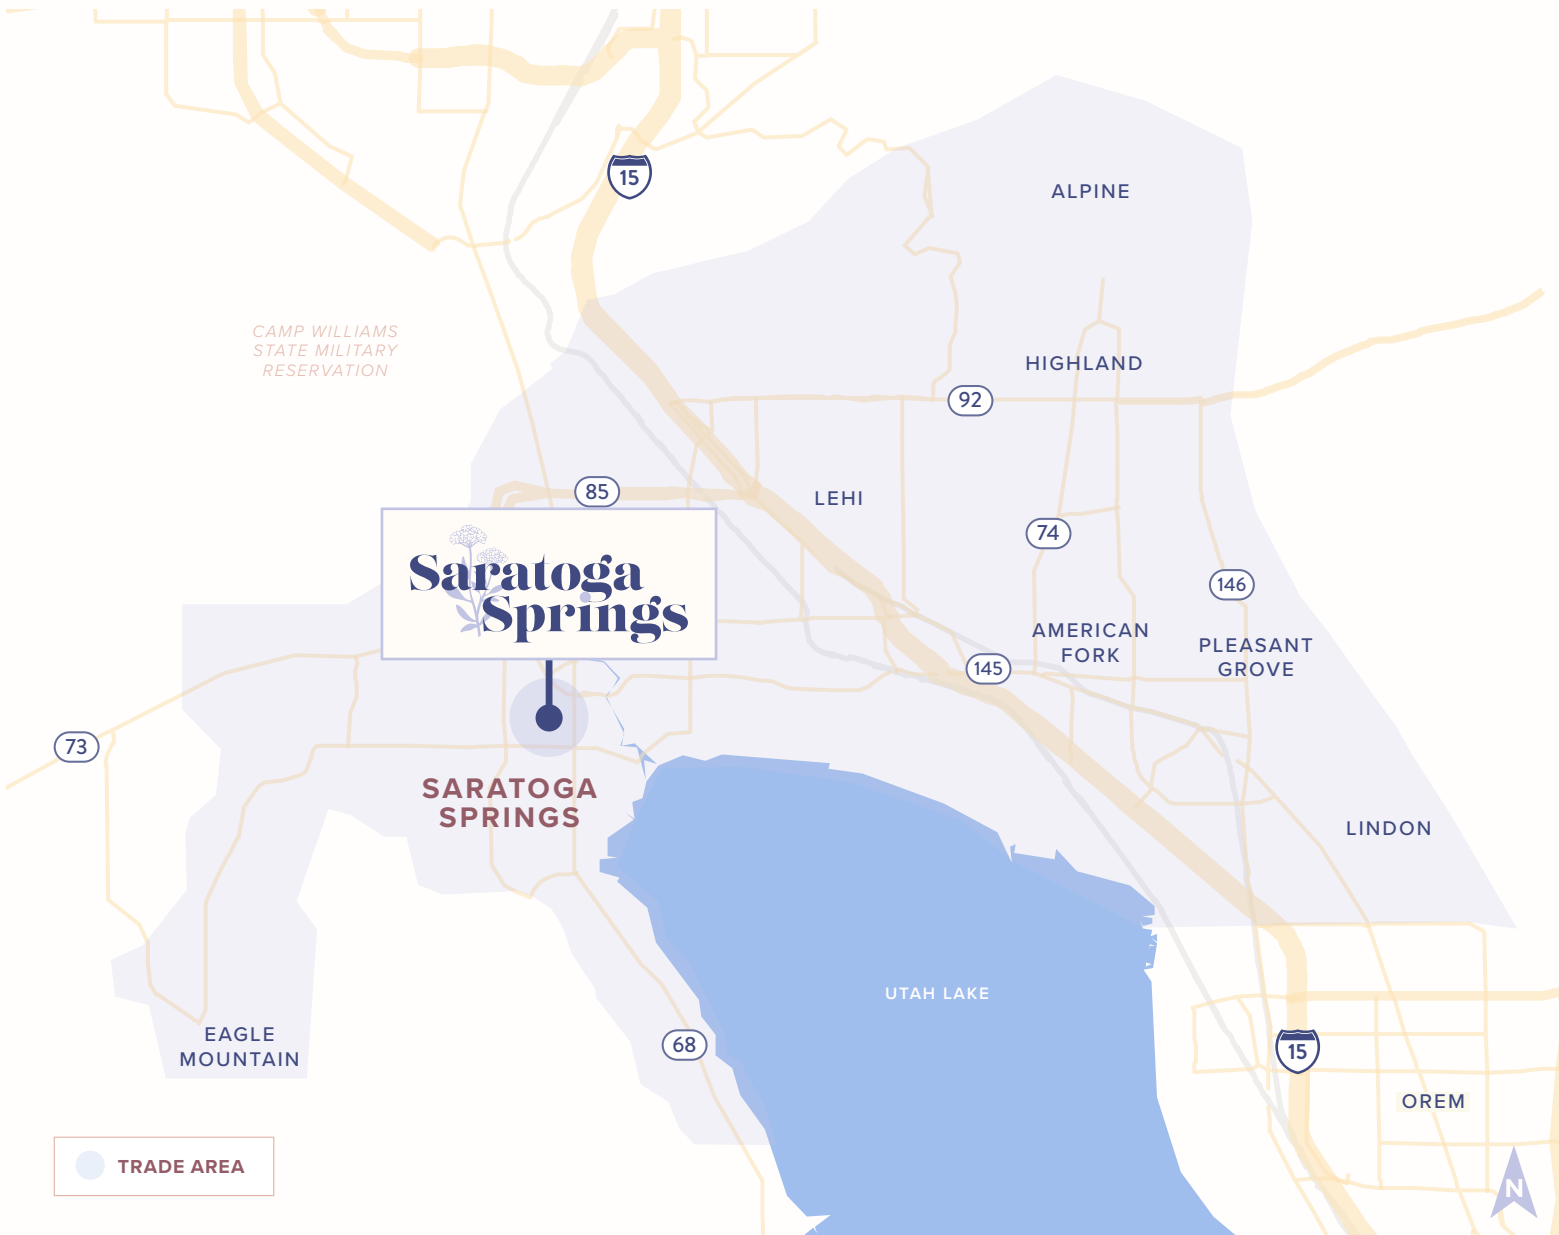 15
ALPINE
CAMP WILLIAMS
STATE MILITARY
RESERVATION
HIGHLAND
92
85
LEHI
74
Saratoga
Springs
146
AMERICAN
FORK
PLEASANT
GROVE
145
73
SARATOGA
SPRINGS
LINDON
UTAH LAKE
EAGLE
MOUNTAIN
68
15
OREM
TRADE AREA
N